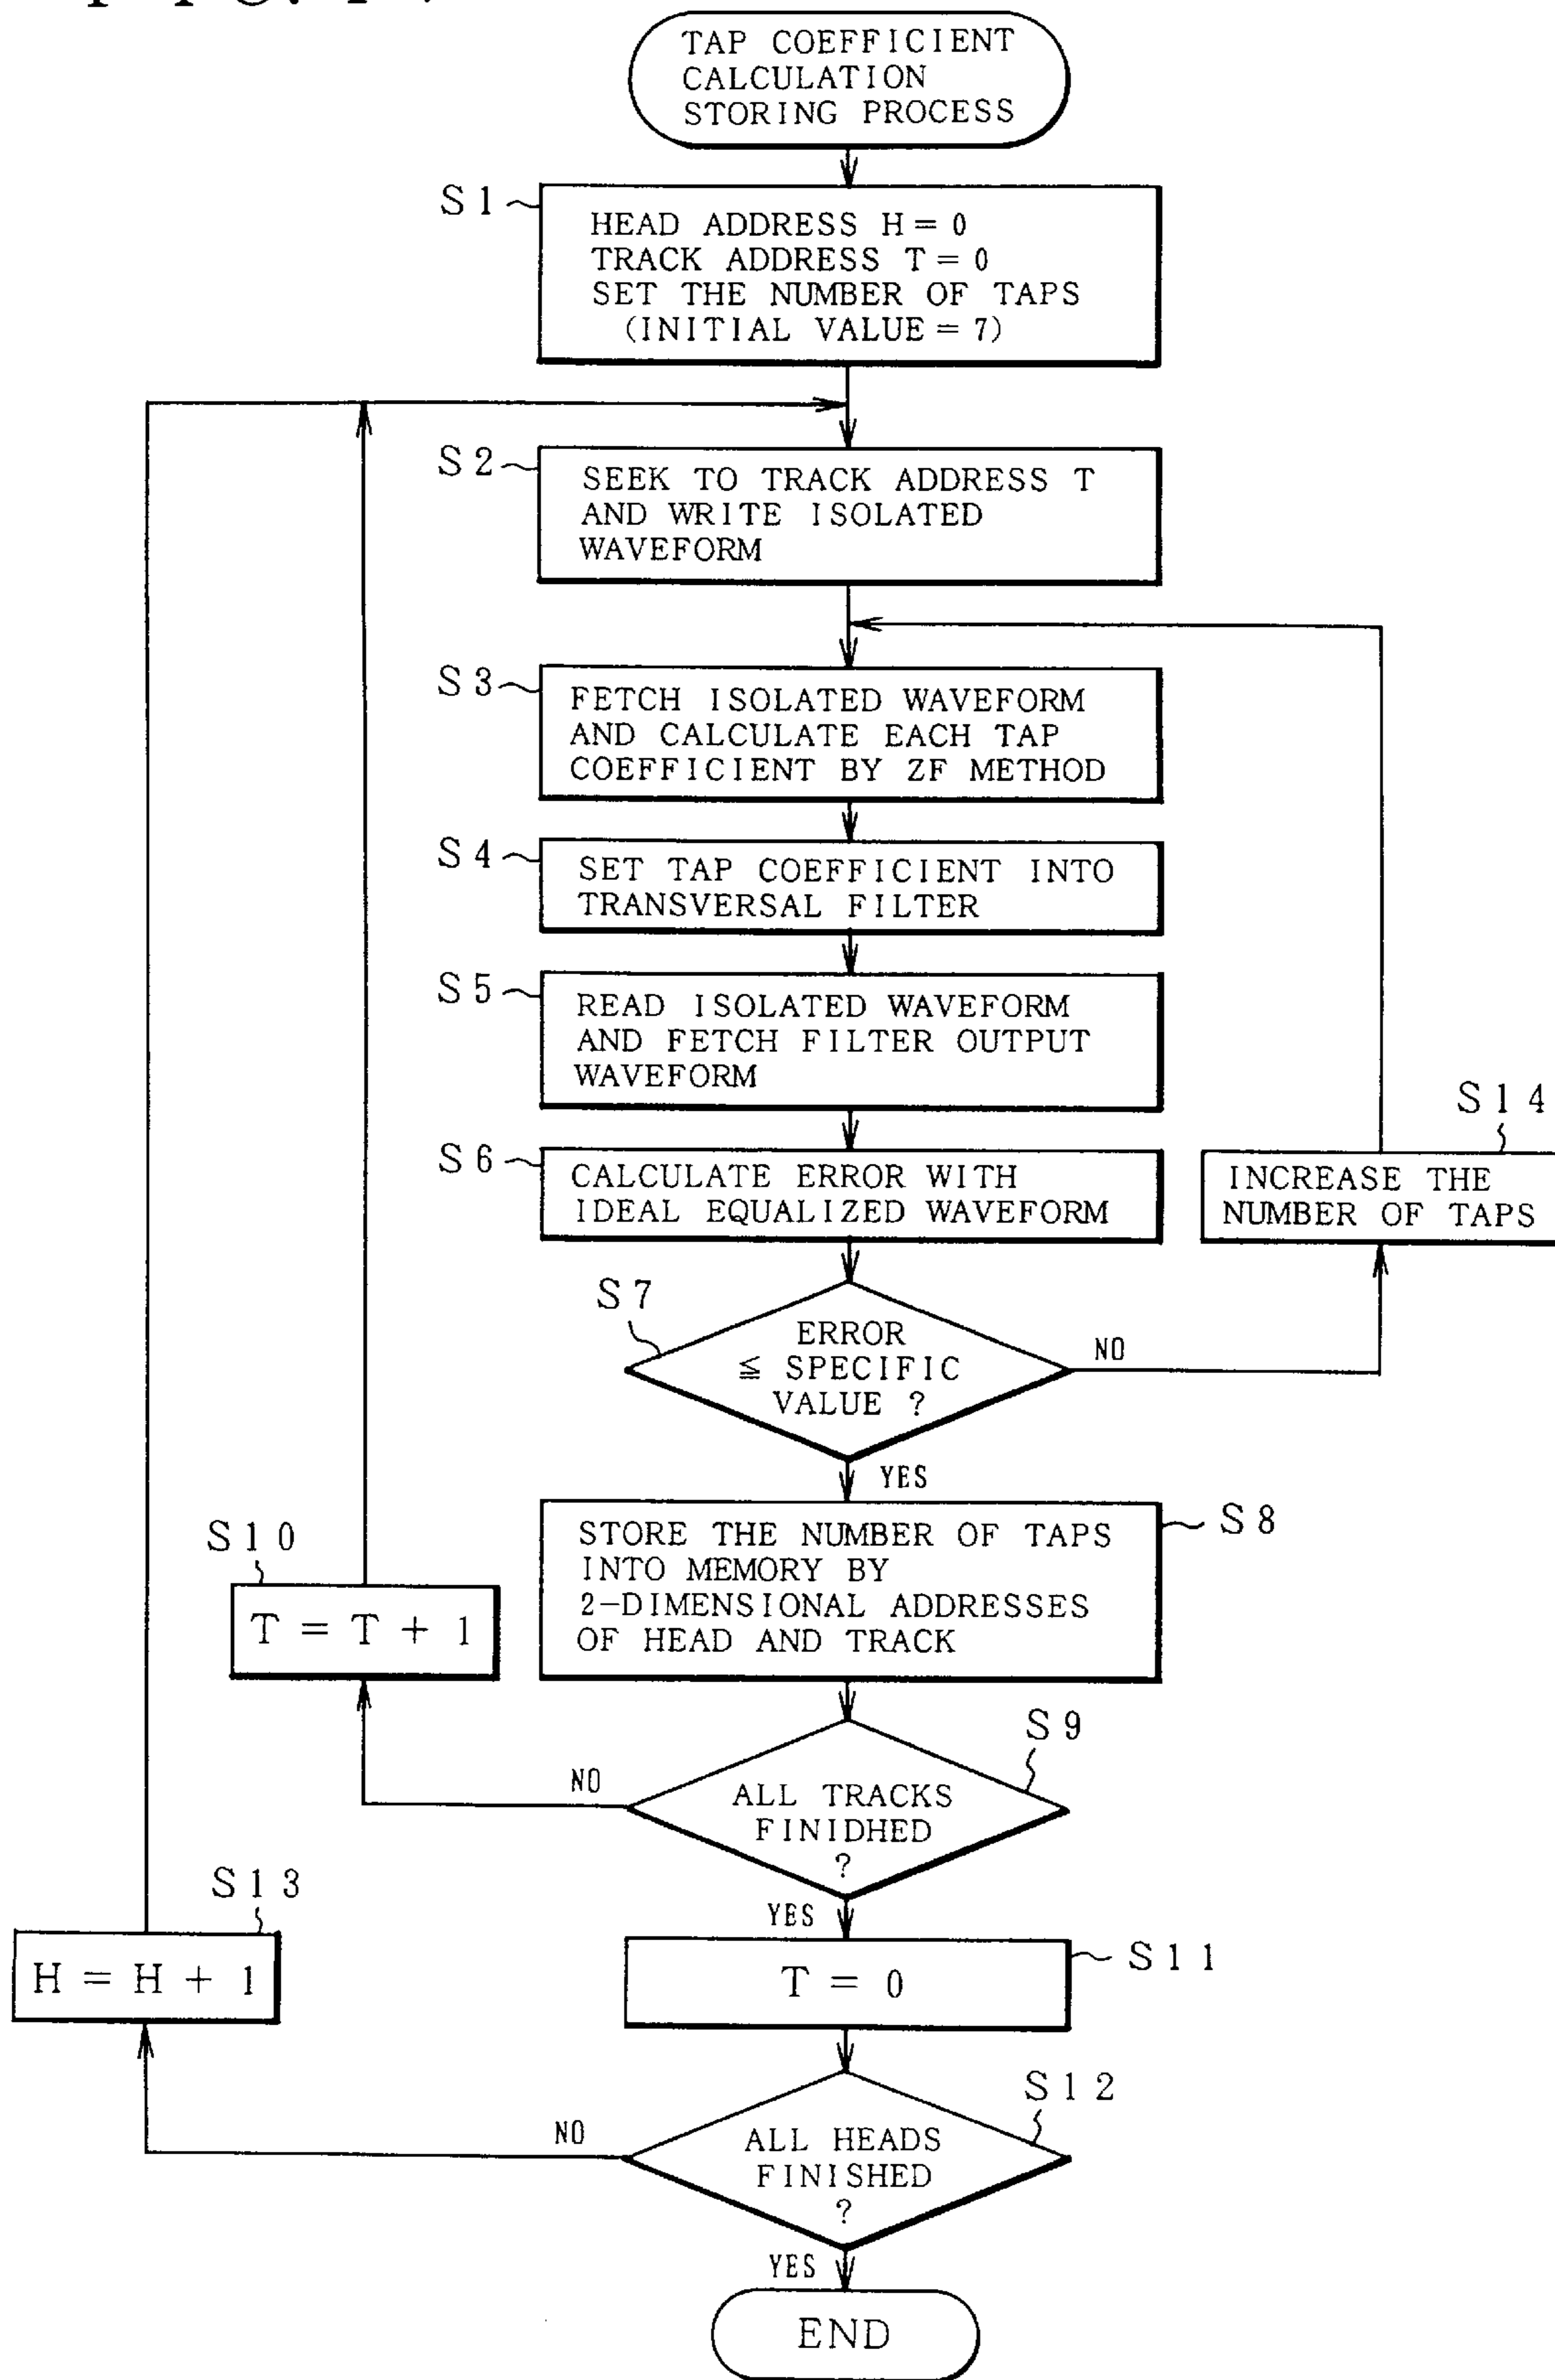 TAP COEFFICIENT
CALCULATION
STORING PROCESS
S1
HEAD ADDRESS H = 0
TRACK ADDRESS T = 0
SET THE NUMBER OF TAPS
(INITIAL VALUE = 7)
S2
SEEK TO TRACK ADDRESS T
AND WRITE ISOLATED
WAVEFORM
S3
FETCH ISOLATED WAVEFORM
AND CALCULATE EACH TAP
COEFFICIENT BY ZF METHOD
S4
SET TAP COEFFICIENT INTO
TRANSVERSAL FILTER
S5
READ ISOLATED WAVEFORM
AND FETCH FILTER OUTPUT
WAVEFORM
S14
INCREASE THE
NUMBER OF TAPS
S6
CALCULATE ERROR WITH
IDEAL EQUALIZED WAVEFORM
S7
ERROR
≦ SPECIFIC
VALUE ?
NO
YES
S8
STORE THE NUMBER OF TAPS
INTO MEMORY BY
2-DIMENSIONAL ADDRESSES
OF HEAD AND TRACK
S10
T = T + 1
S9
NO
ALL TRACKS
FINIDHED
?
YES
S13
H = H + 1
S11
T = 0
S12
NO
ALL HEADS
FINISHED
?
YES
END